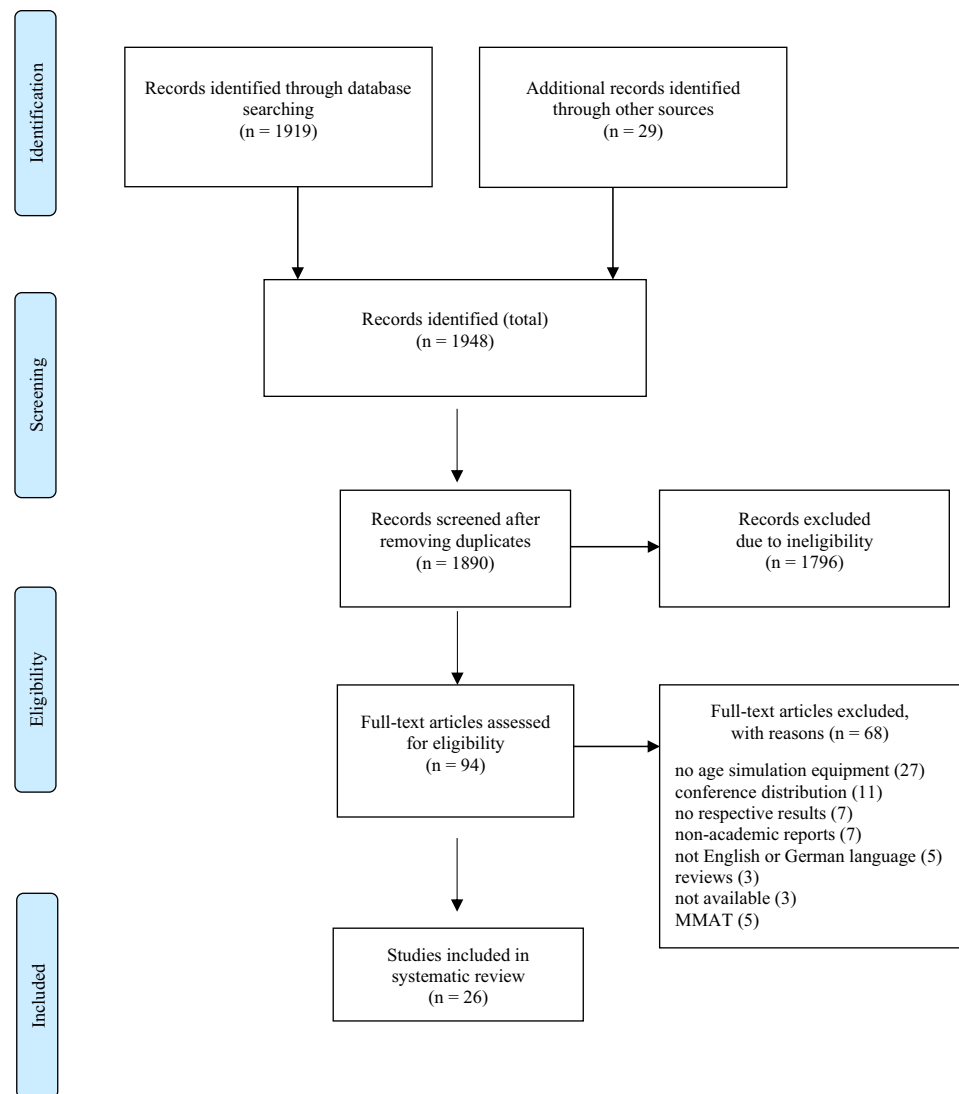 Identification
Records identified through database
searching
(n = 1919)
Additional records identified
through other sources
(n = 29)
Screening
Records identified (total)
(n = 1948)
Records screened after
removing duplicates
(n = 1890)
Records excluded
due to ineligibility
(n = 1796)
Eligibility
Full-text articles assessed
for eligibility
(n = 94)
Full-text articles excluded,
with reasons (n = 68)
no age simulation equipment (27)
conference distribution (11)
no respective results (7)
non-academic reports (7)
not English or German language (5)
reviews (3)
not available (3)
MMAT (5)
Included
Studies included in
systematic review
(n = 26)